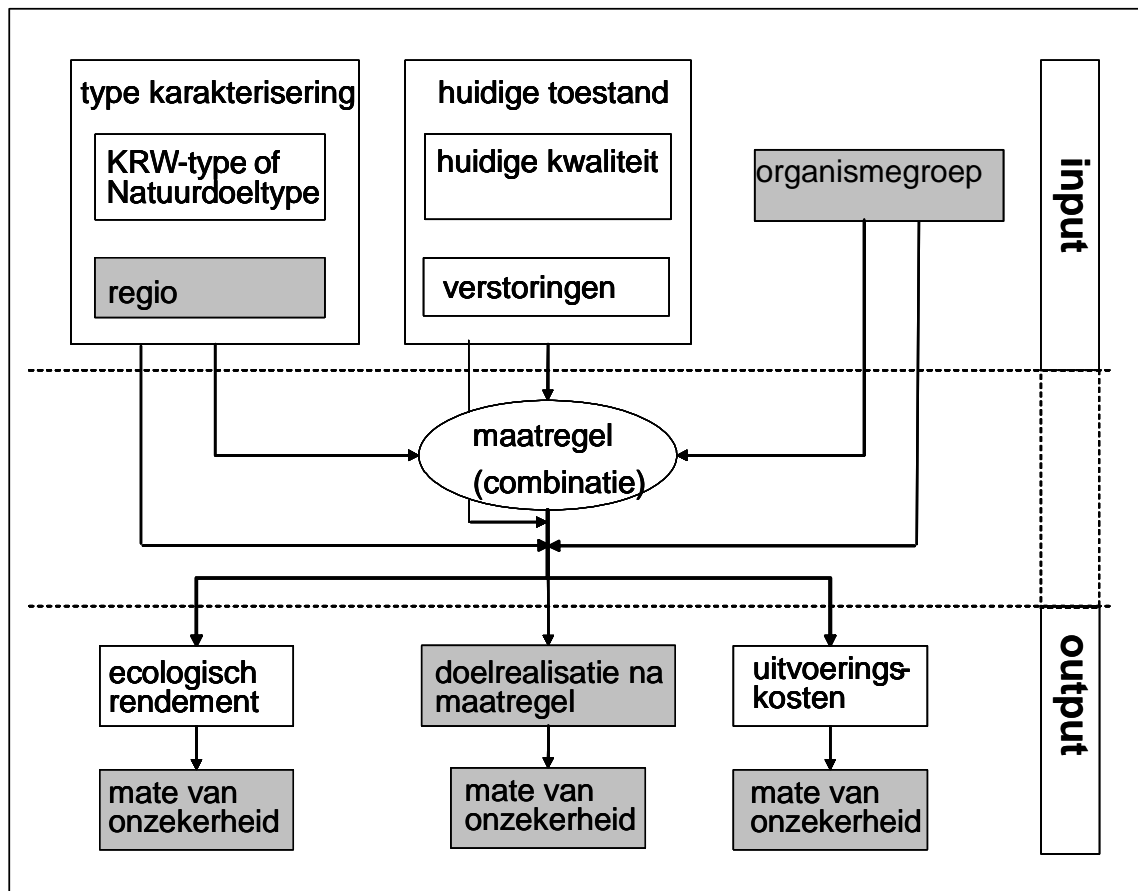 type karakterisering
KRW-type of
Natuurdoeltype
regio
huidige toestand
huidige kwaliteit
verstoringen
organismegroep
input
maatregel
(combinatie)
ecologisch
rendement
mate van
onzekerheid
doelrealisatie na
maatregel
mate van
onzekerheid
uitvoerings-
kosten
mate van
onzekerheid
output